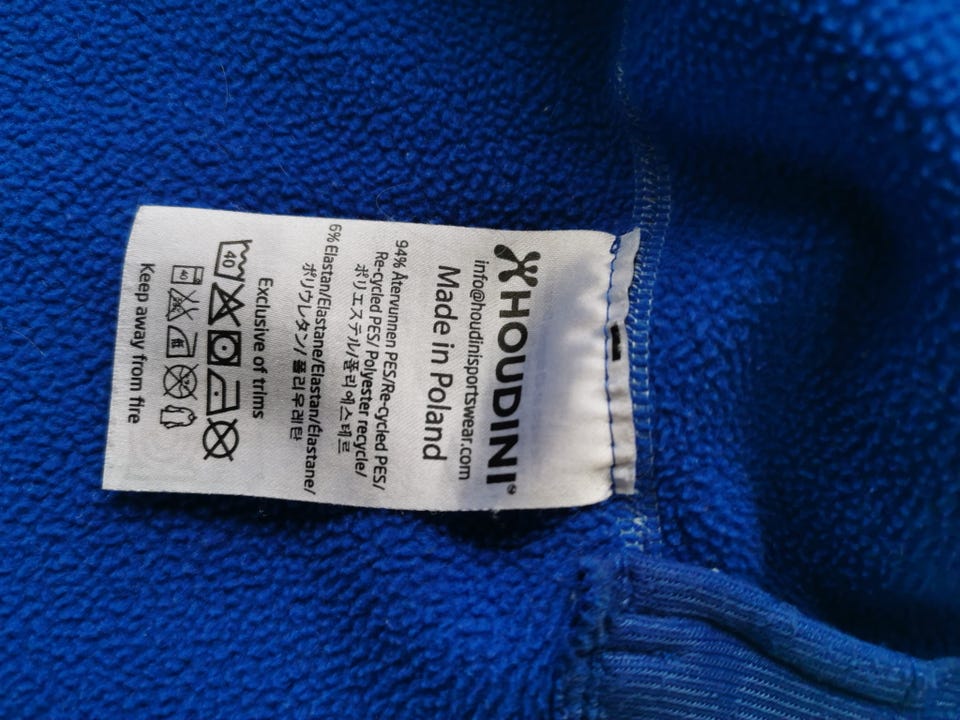 HOUDINI®
info@houdinisportswear.com
Made in Poland
94% Återvunnen PES/Re-cycled PES/
Re-cycled PES/ Polyester recycle/
ポリエステル/폴리에스테르
6% Elastan/Elastane/Elastan/Élastane/
ポリウレタン/ 폴리우레탄
Exclusive of trims
40
40
Keep away from fire